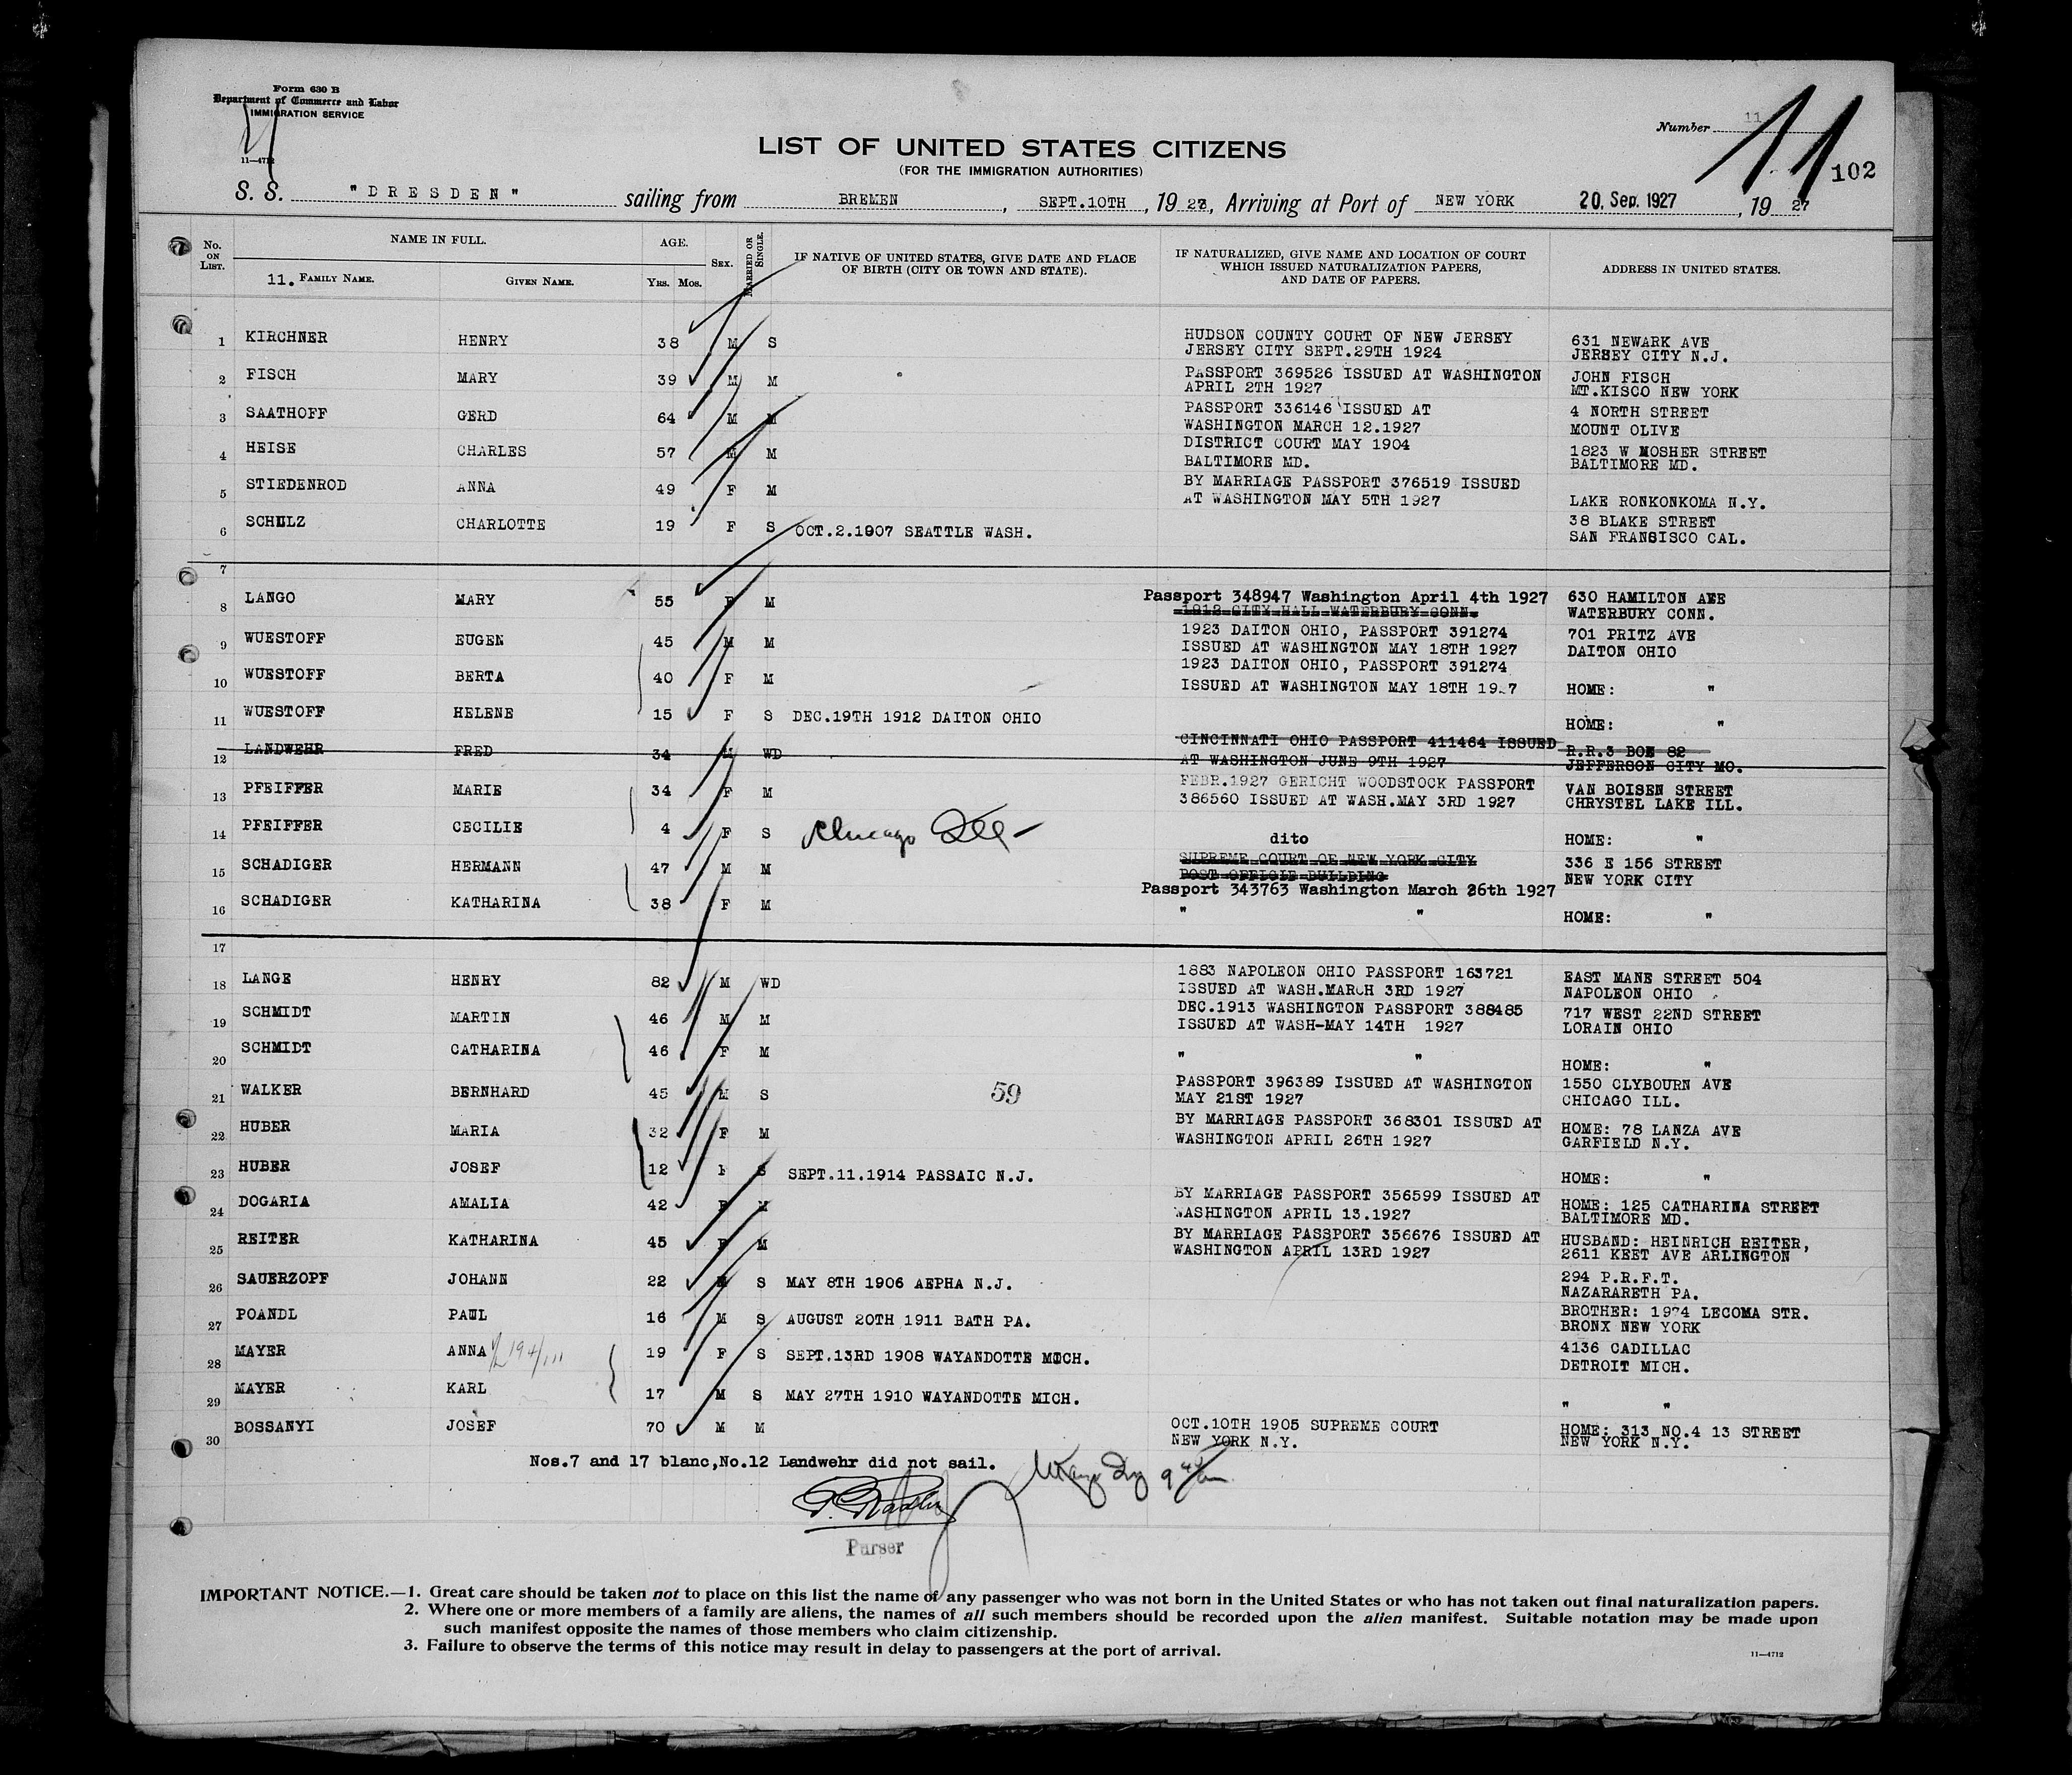 Form 630 B
Department of Commerce and Labor
IMMIGRATION SERVICE
11—4712
Number 11
11
102
LIST OF UNITED STATES CITIZENS
(FOR THE IMMIGRATION AUTHORITIES)
S. S. "DRESDEN" sailing from BREMEN, SEPT.10TH, 1927, Arriving at Port of NEW YORK 20. Sep. 1927, 1927
No. ON LIST. NAME IN FULL. AGE. SEX. MARRIED OR SINGLE. IF NATIVE OF UNITED STATES, GIVE DATE AND PLACE OF BIRTH (CITY OR TOWN AND STATE). IF NATURALIZED, GIVE NAME AND LOCATION OF COURT WHICH ISSUED NATURALIZATION PAPERS, AND DATE OF PAPERS. ADDRESS IN UNITED STATES.
11. FAMILY NAME. GIVEN NAME. YRS. MOS.
1 KIRCHNER HENRY 38 M S HUDSON COUNTY COURT OF NEW JERSEY 631 NEWARK AVE
JERSEY CITY SEPT.29TH 1924 JERSEY CITY N.J.
2 FISCH MARY 39 M M PASSPORT 369526 ISSUED AT WASHINGTON JOHN FISCH
APRIL 2TH 1927 MT.KISCO NEW YORK
3 SAATHOFF GERD 64 M M PASSPORT 336146 ISSUED AT 4 NORTH STREET
WASHINGTON MARCH 12.1927 MOUNT OLIVE
4 HEISE CHARLES 57 M M DISTRICT COURT MAY 1904 1823 W MOSHER STREET
BALTIMORE MD. BALTIMORE MD.
5 STIEDENROD ANNA 49 F M BY MARRIAGE PASSPORT 376519 ISSUED
AT WASHINGTON MAY 5TH 1927 LAKE RONKONKOMA N.Y.
6 SCHULZ CHARLOTTE 19 F S OCT.2.1907 SEATTLE WASH. 38 BLAKE STREET
SAN FRANSISCO CAL.
7
8 LANGO MARY 55 F M Passport 348947 Washington April 4th 1927 630 HAMILTON AVE
1912 CITY HALL WATERBURY CONN. WATERBURY CONN.
9 WUESTOFF EUGEN 45 M M 1923 DAITON OHIO, PASSPORT 391274 701 PRITZ AVE
ISSUED AT WASHINGTON MAY 18TH 1927 DAITON OHIO
10 WUESTOFF BERTA 40 F M 1923 DAITON OHIO, PASSPORT 391274
ISSUED AT WASHINGTON MAY 18TH 19.7 HOME: "
11 WUESTOFF HELENE 15 F S DEC.19TH 1912 DAITON OHIO HOME: "
12 LANDWEHR FRED 34 M WD CINCINNATI OHIO PASSPORT 411464 ISSUED R.R.3 BOX 82
AT WASHINGTON JUNE 9TH 1927 JEFFERSON CITY MO.
13 PFEIFFER MARIE 34 F M FEBR.1927 GERICHT WOODSTOCK PASSPORT VAN BOISEN STREET
386560 ISSUED AT WASH.MAY 3RD 1927 CHRYSTEL LAKE ILL.
14 PFEIFFER CECILIE 4 F S Chicago Ill - dito HOME: "
15 SCHADIGER HERMANN 47 M M SUPREME COURT OF NEW YORK CITY 336 E 156 STREET
POST OFFICIE BUILDING NEW YORK CITY
Passport 343763 Washington March 26th 1927
16 SCHADIGER KATHARINA 38 F M " " HOME: "
17
18 LANGE HENRY 82 M WD 1883 NAPOLEON OHIO PASSPORT 163721 EAST MANE STREET 504
ISSUED AT WASH.MARCH 3RD 1927 NAPOLEON OHIO
19 SCHMIDT MARTIN 46 M M DEC.1913 WASHINGTON PASSPORT 388485 717 WEST 22ND STREET
ISSUED AT WASH-MAY 14TH 1927 LORAIN OHIO
20 SCHMIDT CATHARINA 46 F M " " HOME: "
21 WALKER BERNHARD 45 M S 59 PASSPORT 396389 ISSUED AT WASHINGTON 1550 CLYBOURN AVE
MAY 21ST 1927 CHICAGO ILL.
22 HUBER MARIA 32 F M BY MARRIAGE PASSPORT 368301 ISSUED AT HOME: 78 LANZA AVE
WASHINGTON APRIL 26TH 1927 GARFIELD N.Y.
23 HUBER JOSEF 12 S SEPT.11.1914 PASSAIC N.J. HOME: "
24 DOGARIA AMALIA 42 F M BY MARRIAGE PASSPORT 356599 ISSUED AT HOME: 125 CATHARINA STREET
WASHINGTON APRIL 13.1927 BALTIMORE MD.
25 REITER KATHARINA 45 F M BY MARRIAGE PASSPORT 356676 ISSUED AT HUSBAND: HEINRICH REITER,
WASHINGTON APRIL 13RD 1927 2611 KEET AVE ARLINGTON
26 SAUERZOPF JOHANN 22 M S MAY 8TH 1906 AEPHA N.J. 294 P.R.F.T.
NAZARARETH PA.
27 POANDL PAUL 16 M S AUGUST 20TH 1911 BATH PA. BROTHER: 1974 LECOMA STR.
BRONX NEW YORK
28 MAYER ANNA 19 F S SEPT.13RD 1908 WAYANDOTTE MICH. 4136 CADILLAC
DETROIT MICH.
29 MAYER KARL 17 M S MAY 27TH 1910 WAYANDOTTE MICH. " "
30 BOSSANYI JOSEF 70 M M OCT.10TH 1905 SUPREME COURT HOME: 313 NO.4 13 STREET
NEW YORK N.Y. NEW YORK N.Y.
Nos.7 and 17 blanc,No.12 Landwehr did not sail.
Purser
IMPORTANT NOTICE.—1. Great care should be taken not to place on this list the name of any passenger who was not born in the United States or who has not taken out final naturalization papers.
2. Where one or more members of a family are aliens, the names of all such members should be recorded upon the alien manifest. Suitable notation may be made upon
such manifest opposite the names of those members who claim citizenship.
3. Failure to observe the terms of this notice may result in delay to passengers at the port of arrival.
11—4712